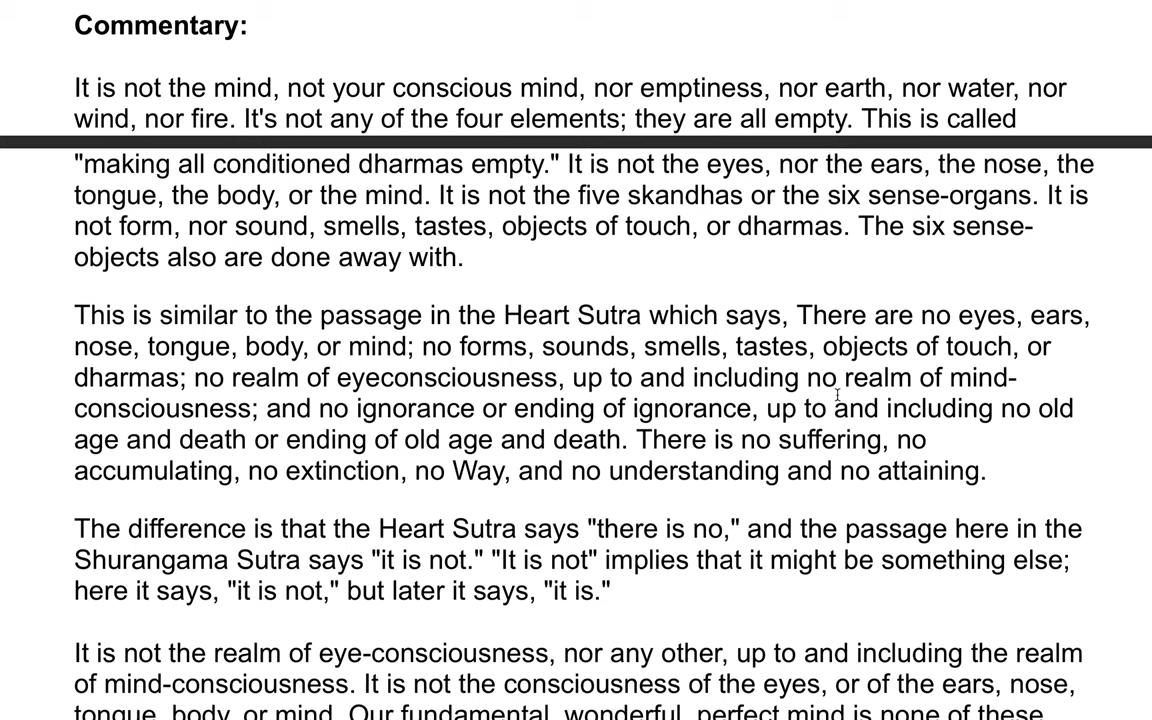 Commentary:
It is not the mind, not your conscious mind, nor emptiness, nor earth, nor water, nor
wind, nor fire. It's not any of the four elements; they are all empty. This is called
"making all conditioned dharmas empty." It is not the eyes, nor the ears, the nose, the
tongue, the body, or the mind. It is not the five skandhas or the six sense-organs. It is
not form, nor sound, smells, tastes, objects of touch, or dharmas. The six sense-
objects also are done away with.
This is similar to the passage in the Heart Sutra which says, There are no eyes, ears,
nose, tongue, body, or mind; no forms, sounds, smells, tastes, objects of touch, or
dharmas; no realm of eyeconsciousness, up to and including no realm of mind-
consciousness; and no ignorance or ending of ignorance, up to and including no old
age and death or ending of old age and death. There is no suffering, no
accumulating, no extinction, no Way, and no understanding and no attaining.
The difference is that the Heart Sutra says "there is no," and the passage here in the
Shurangama Sutra says "it is not." "It is not" implies that it might be something else;
here it says, "it is not," but later it says, "it is."
It is not the realm of eye-consciousness, nor any other, up to and including the realm
of mind-consciousness. It is not the consciousness of the eyes, or of the ears, nose,
tongue, body, or mind. Our fundamental, wonderful, perfect mind is none of these